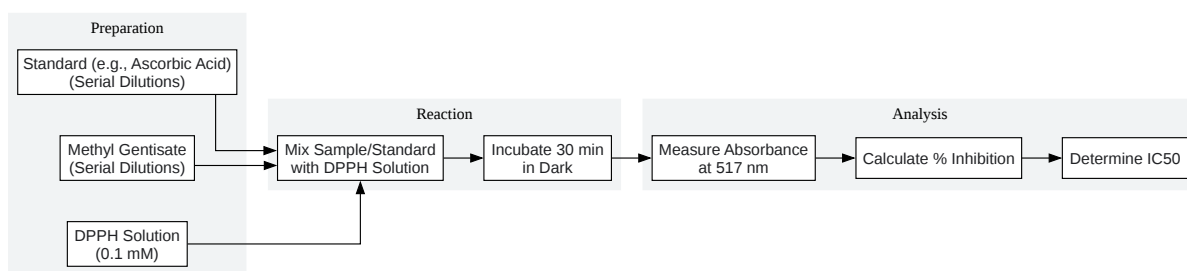 Preparation
Standard (e.g., Ascorbic Acid)
(Serial Dilutions)
Methyl Gentisate
(Serial Dilutions)
DPPH Solution
(0.1 mM)
Reaction
Mix Sample/Standard
with DPPH Solution
Incubate 30 min
in Dark
Analysis
Measure Absorbance
at 517 nm
Calculate % Inhibition
Determine IC50